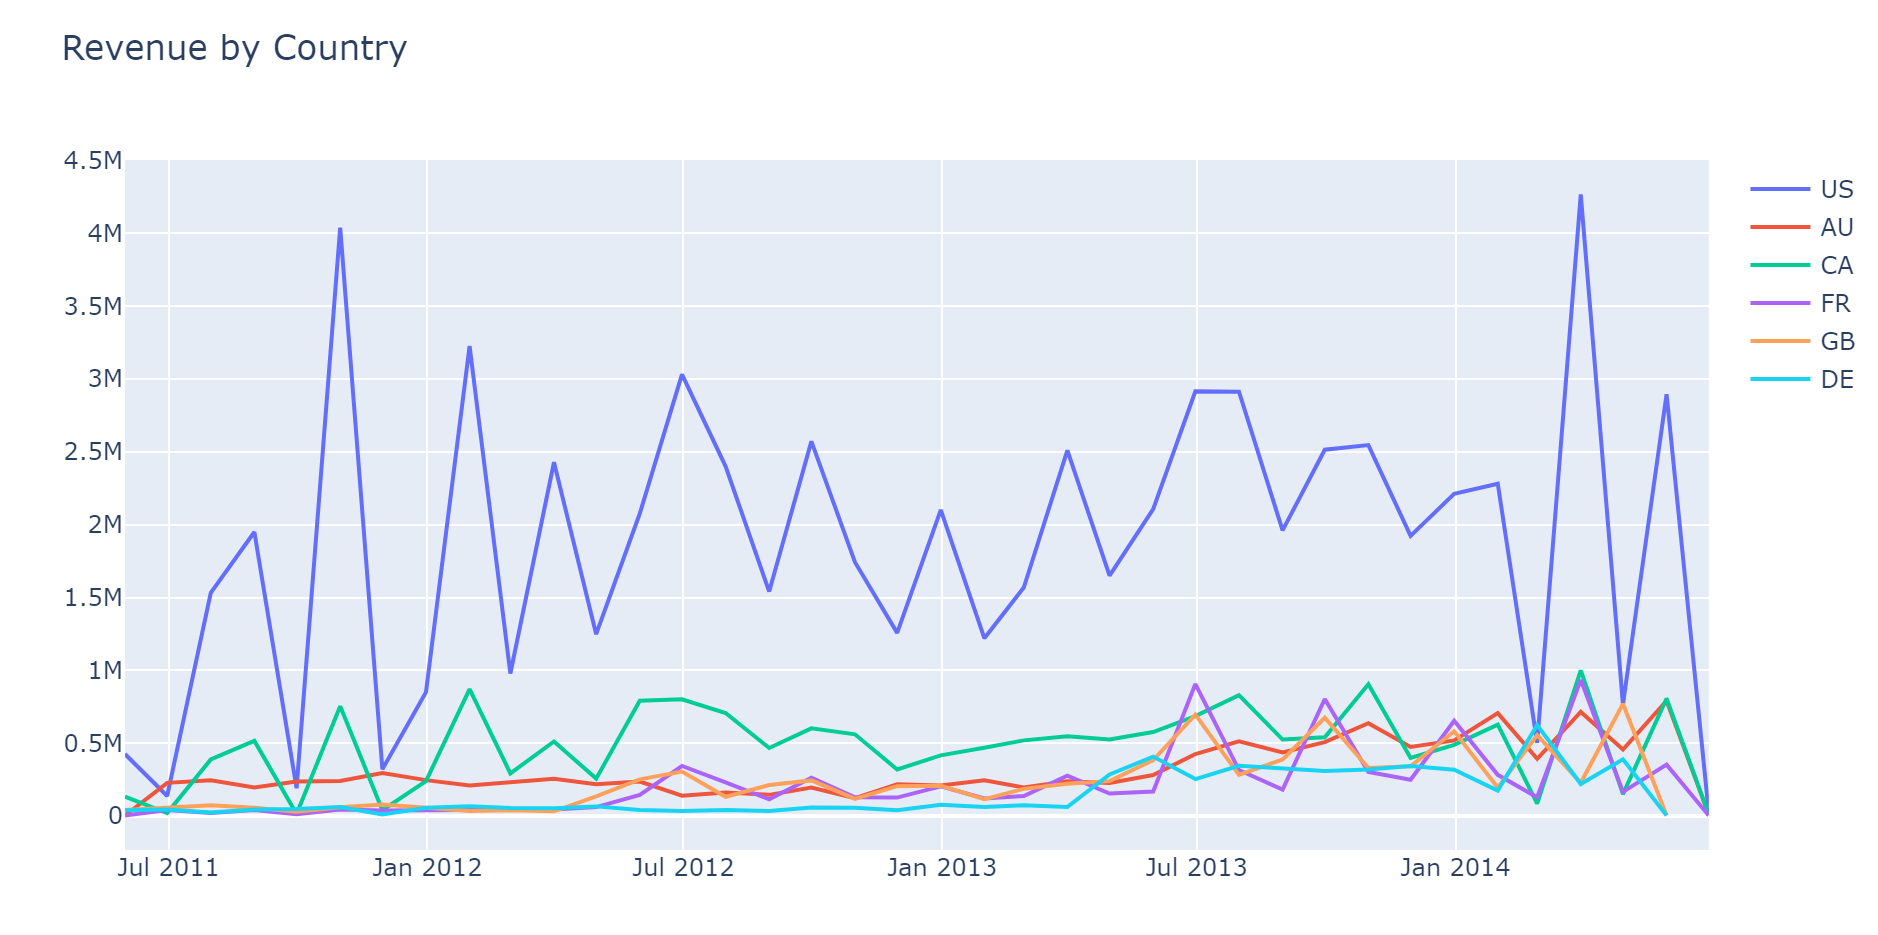 Revenue by Country
4.5M
4M
3.5M
3M
2.5M
2M
1.5M
1M
0.5M
0
Jul 2011 Jan 2012 Jul 2012 Jan 2013 Jul 2013 Jan 2014
US
AU
CA
FR
GB
DE